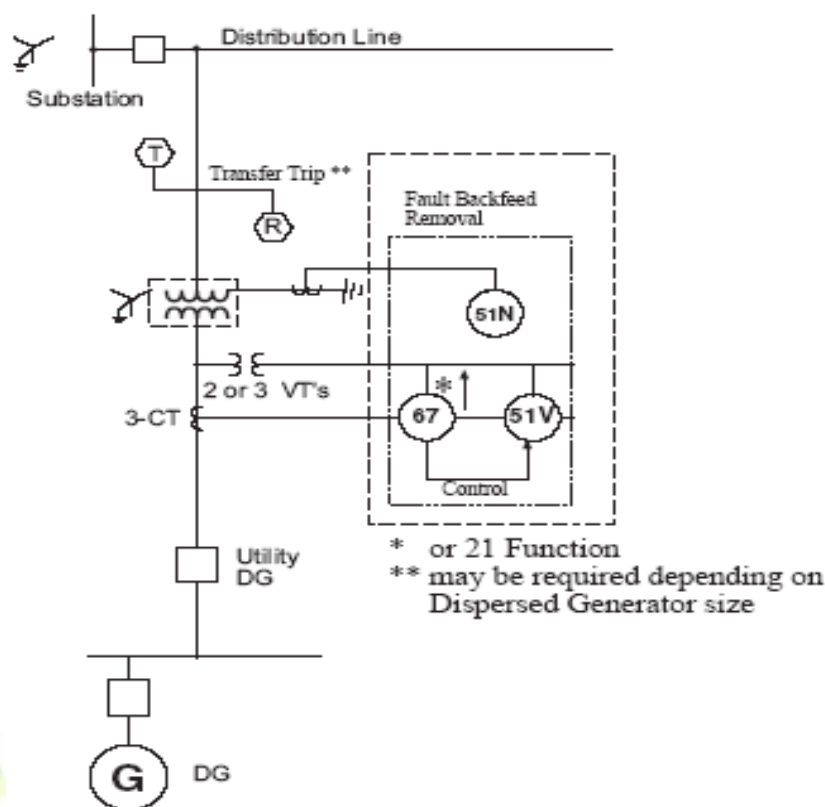 Distribution Line
Substation
T
Transfer Trip **
R
Fault Backfeed
Removal
51N
2 or 3 VT's
*
3-CT
67
51V
Control
Utility
DG
* or 21 Function
** may be required depending on
Dispersed Generator size
G
DG